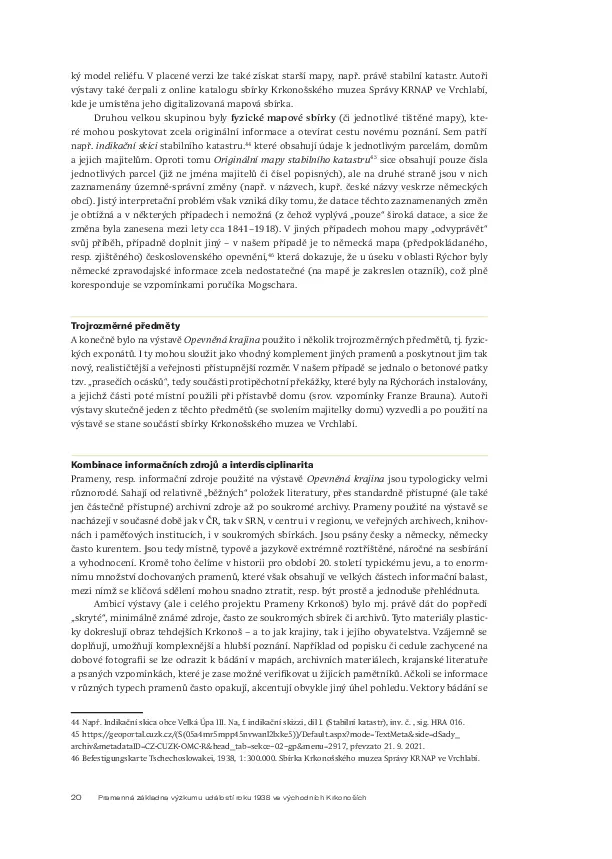 ký model reliéfu. V placené verzi lze také získat starší mapy, např. právě stabilní katastr. Autoři
výstavy také čerpali z online katalogu sbírky Krkonošského muzea Správy KRNAP ve Vrchlabí,
kde je umístěna jeho digitalizovaná mapová sbírka.
Druhou velkou skupinou byly fyzické mapové sbírky (či jednotlivé tištěné mapy), kte-
ré mohou poskytovat zcela originální informace a otevírat cestu novému poznání. Sem patří
např. indikační skici stabilního katastru.44 které obsahují údaje k jednotlivým parcelám, domům
a jejich majitelům. Oproti tomu Originální mapy stabilního katastru45 sice obsahují pouze čísla
jednotlivých parcel (již ne jména majitelů či čísel popisných), ale na druhé straně jsou v nich
zaznamenány územně-správní změny (např. v názvech, kupř. české názvy veskrze německých
obcí). Jistý interpretační problém však vzniká díky tomu, že datace těchto zaznamenaných změn
je obtížná a v některých případech i nemožná (z čehož vyplývá „pouze“ široká datace, a sice že
změna byla zanesena mezi lety cca 1841–1918). V jiných případech mohou mapy „odvyprávět“
svůj příběh, případně doplnit jiný – v našem případě je to německá mapa (předpokládaného,
resp. zjištěného) československého opevnění,46 která dokazuje, že u úseku v oblasti Rýchor byly
německé zpravodajské informace zcela nedostatečné (na mapě je zakreslen otazník), což plně
koresponduje se vzpomínkami poručíka Mogschara.
Trojrozměrné předměty
A konečně bylo na výstavě Opevněná krajina použito i několik trojrozměrných předmětů, tj. fyzic-
kých exponátů. I ty mohou sloužit jako vhodný komplement jiných pramenů a poskytnout jim tak
nový, realističtější a veřejnosti přístupnější rozměr. V našem případě se jednalo o betonové patky
tzv. „prasečích ocásků“, tedy součásti protipěchotní překážky, které byly na Rýchorách instalovány,
a jejichž části poté místní použili při přístavbě domu (srov. vzpomínky Franze Brauna). Autoři
výstavy skutečně jeden z těchto předmětů (se svolením majitelky domu) vyzvedli a po použití na
výstavě se stane součástí sbírky Krkonošského muzea ve Vrchlabí.
Kombinace informačních zdrojů a interdisciplinarita
Prameny, resp. informační zdroje použité na výstavě Opevněná krajina jsou typologicky velmi
různorodé. Sahají od relativně „běžných“ položek literatury, přes standardně přístupné (ale také
jen částečně přístupné) archivní zdroje až po soukromé archivy. Prameny použité na výstavě se
nacházejí v současné době jak v ČR, tak v SRN, v centru i v regionu, ve veřejných archivech, knihov-
nách i paměťových institucích, i v soukromých sbírkách. Jsou psány česky a německy, německy
často kurentem. Jsou tedy místně, typově a jazykově extrémně roztříštěné, náročné na sesbírání
a vyhodnocení. Kromě toho čelíme v historii pro období 20. století typickému jevu, a to enorm-
nímu množství dochovaných pramenů, které však obsahují ve velkých částech informační balast,
mezi nímž se klíčová sdělení mohou snadno ztratit, resp. být prostě a jednoduše přehlédnuta.
Ambicí výstavy (ale i celého projektu Prameny Krkonoš) bylo mj. právě dát do popředí
„skryté“, minimálně známé zdroje, často ze soukromých sbírek či archivů. Tyto materiály plastic-
ky dokreslují obraz tehdejších Krkonoš – a to jak krajiny, tak i jejího obyvatelstva. Vzájemně se
doplňují, umožňují komplexnější a hlubší poznání. Například od popisku či cedule zachycené na
dobové fotografii se lze odrazit k bádání v mapách, archivních materiálech, krajanské literatuře
a psaných vzpomínkách, které je zase možné verifikovat u žijících pamětníků. Ačkoli se informace
v různých typech pramenů často opakují, akcentují obvykle jiný úhel pohledu. Vektory bádání se
44 Např. Indikační skica obce Velká Úpa III. Na, f. indikační skizzi, díl I. (Stabilní katastr), inv. č. , sig. HRA 016.
45 https://geoportal.cuzk.cz/(S(05a4mr5mpp45nvwanl2lxke5))/Default.aspx?mode=TextMeta&side=dSady_
archiv&metadataID=CZ-CUZK-OMC-R&head_tab=sekce-02-gp&menu=2917, převzato 21. 9. 2021.
46 Befestigungskarte Tschechoslowakei, 1938, 1:300.000. Sbírka Krkonošského muzea Správy KRNAP ve Vrchlabí.
20 Pramenná základna výzkumu událostí roku 1938 ve východních Krkonoších